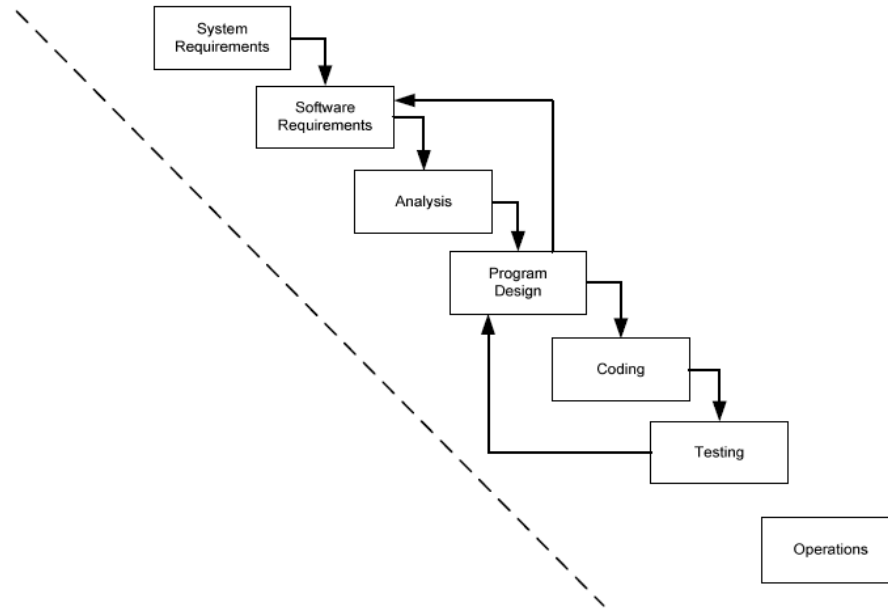 System
Requirements
Software
Requirements
Analysis
Program
Design
Coding
Testing
Operations